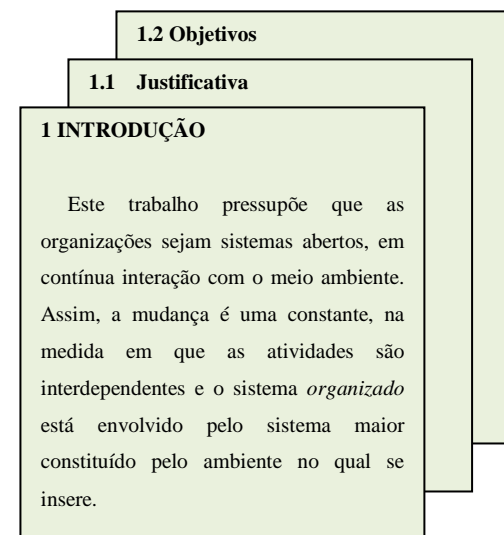 1.2 Objetivos
1.1 Justificativa
1 INTRODUÇÃO
Este trabalho pressupõe que as
organizações sejam sistemas abertos, em
contínua interação com o meio ambiente.
Assim, a mudança é uma constante, na
medida em que as atividades são
interdependentes e o sistema organizado
está envolvido pelo sistema maior
constituído pelo ambiente no qual se
insere.